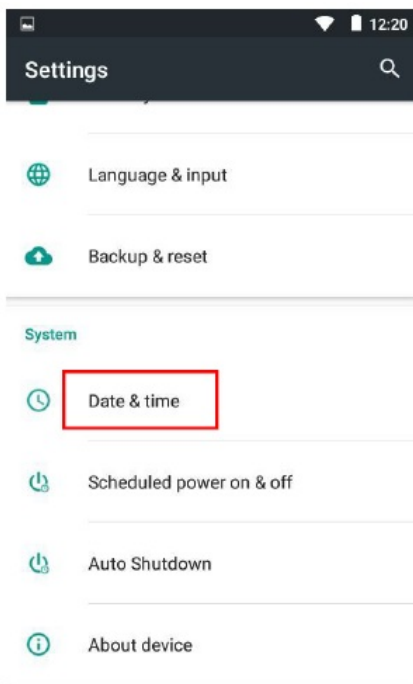 12:20
Settings
Language & input
Backup & reset
System
Date & time
Scheduled power on & off
Auto Shutdown
About device